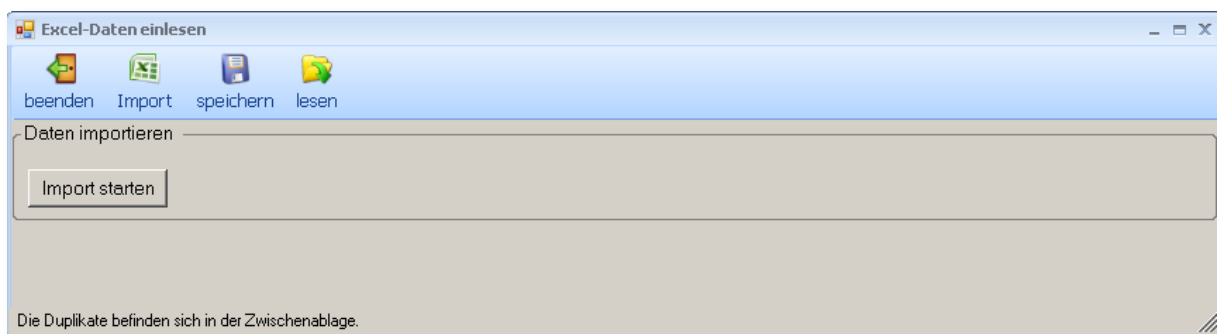 Excel-Daten einlesen
beenden Import speichern lesen
Daten importieren
Import starten
Die Duplikate befinden sich in der Zwischenablage.